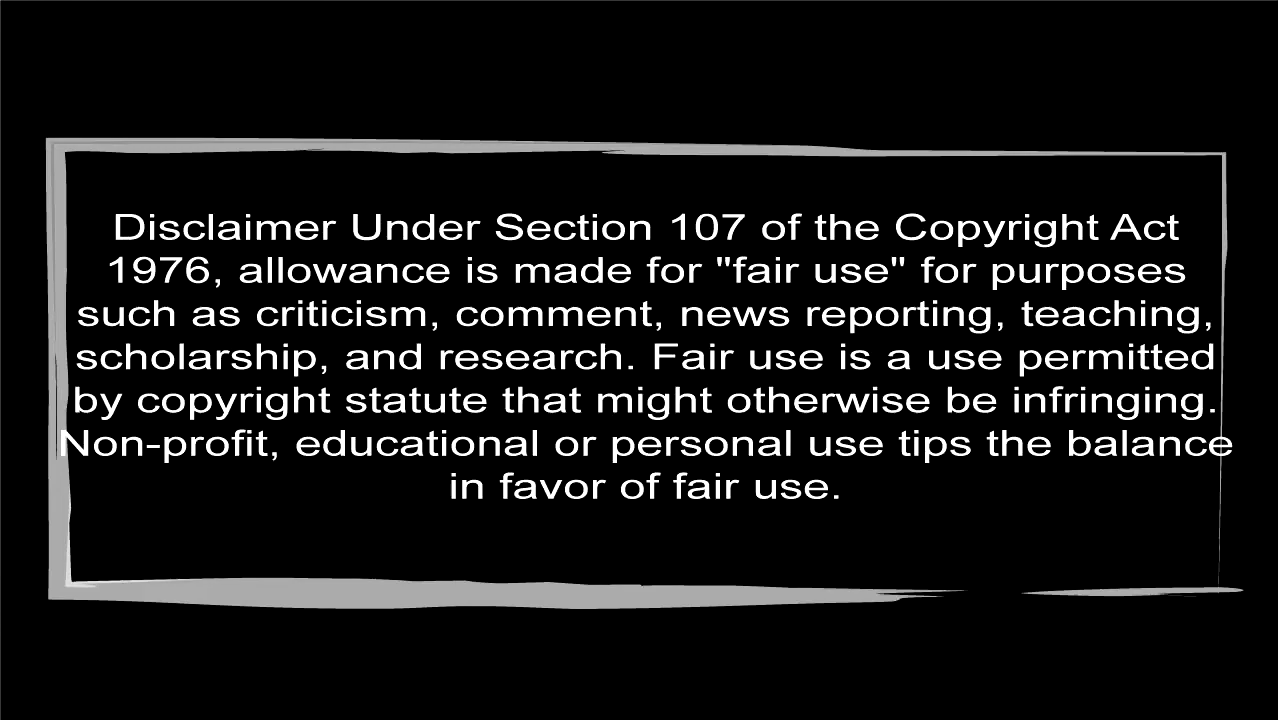 Disclaimer Under Section 107 of the Copyright Act
1976, allowance is made for "fair use" for purposes
such as criticism, comment, news reporting, teaching,
scholarship, and research. Fair use is a use permitted
by copyright statute that might otherwise be infringing.
Non-profit, educational or personal use tips the balance
in favor of fair use.